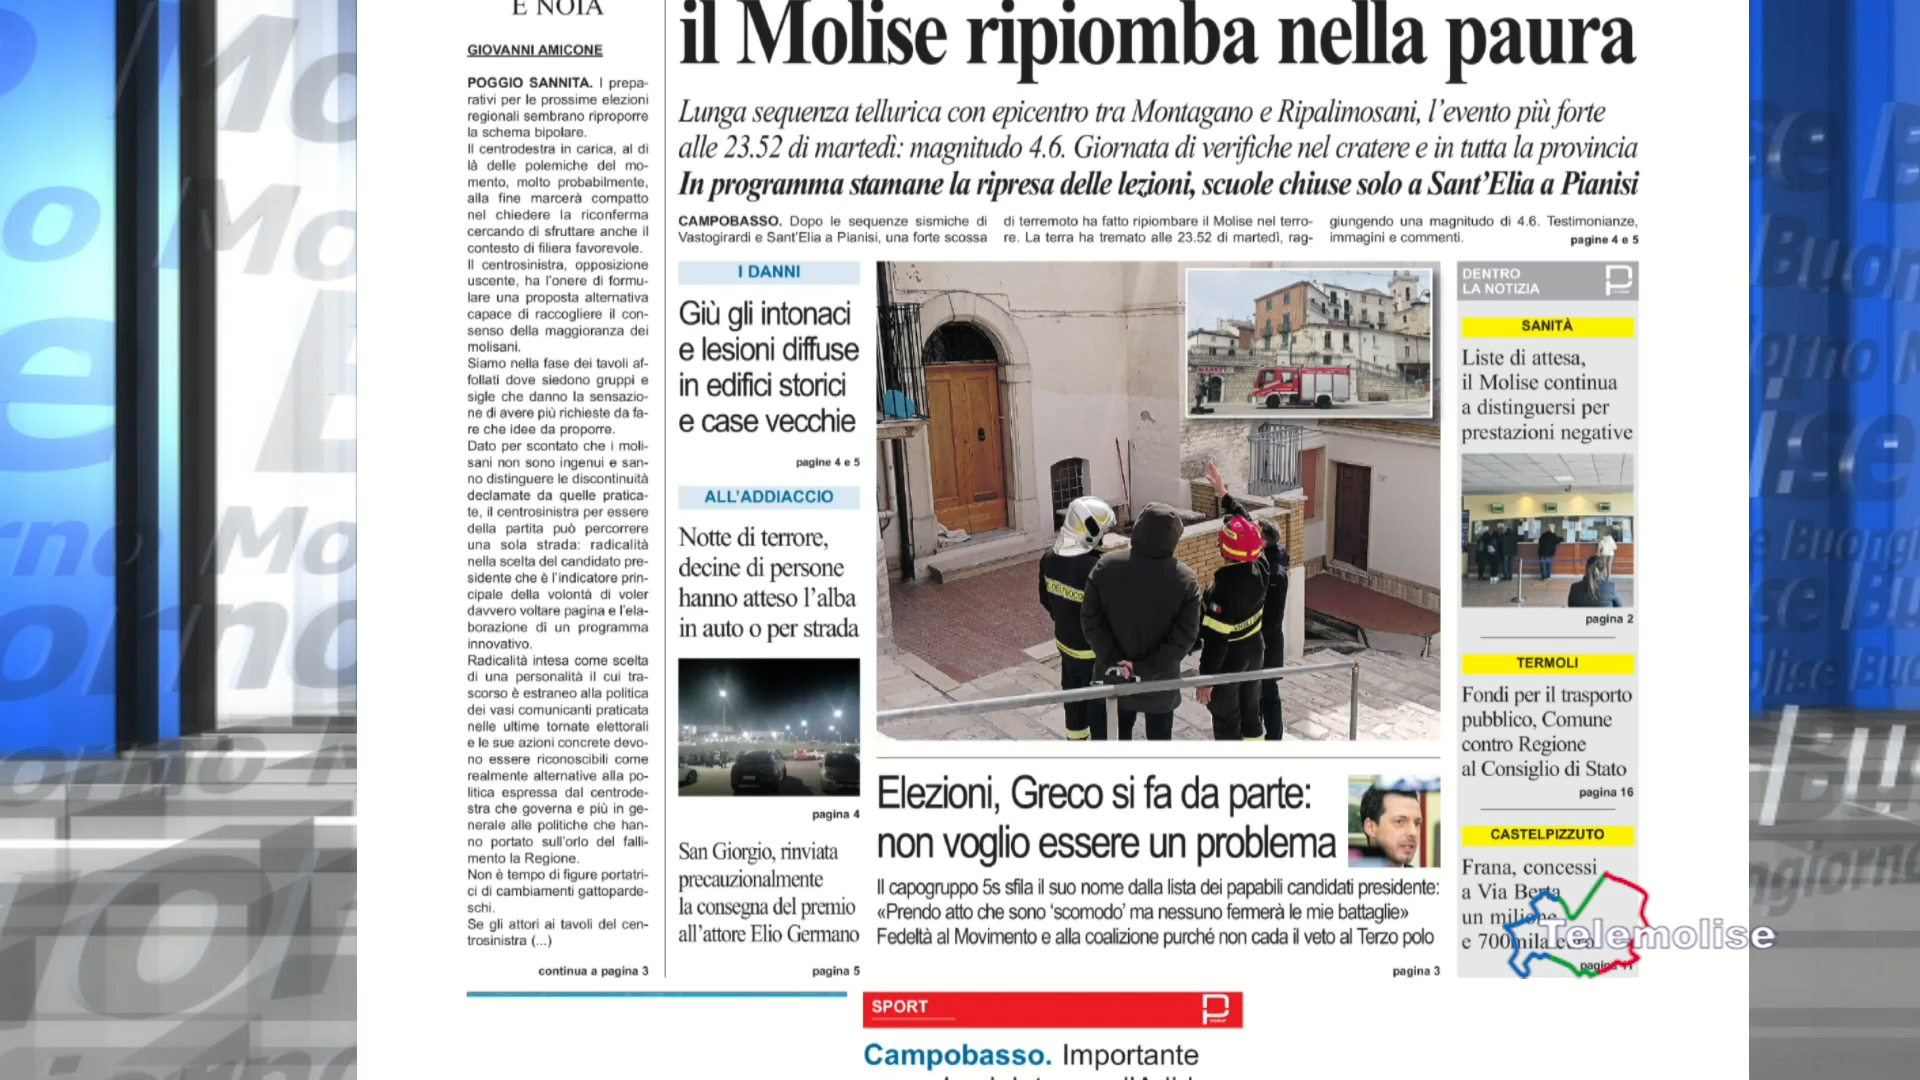 E NOIA
GIOVANNI AMICONE
POGGIO SANNITA. I prepa-
rativi per le prossime elezioni
regionali sembrano riproporre
la schema bipolare.
Il centrodestra in carica, al di
là delle polemiche del mo-
mento, molto probabilmente,
alla fine marcerà compatto
nel chiedere la riconferma
cercando di sfruttare anche il
contesto di filiera favorevole.
Il centrosinistra, opposizione
uscente, ha l'onere di formu-
lare una proposta alternativa
capace di raccogliere il con-
senso della maggioranza dei
molisani.
Siamo nella fase dei tavoli af-
follati dove siedono gruppi e
sigle che danno la sensazio-
ne di avere più richieste da fa-
re che idee da proporre.
Dato per scontato che i moli-
sani non sono ingenui e san-
no distinguere le discontinuità
declamate da quelle pratica-
te, il centrosinistra per essere
della partita può percorrere
una sola strada: radicalità
nella scelta del candidato pre-
sidente che è l'indicatore prin-
cipale della volontà di voler
davvero voltare pagina e l'ela-
borazione di un programma
innovativo.
Radicalità intesa come scelta
di una personalità il cui tra-
scorso è estraneo alla politica
dei vasi comunicanti praticata
nelle ultime tornate elettorali
e le sue azioni concrete devo-
no essere riconoscibili come
realmente alternative alla po-
litica espressa dal centrode-
stra che governa e più in ge-
nerale alle politiche che han-
no portato sull'orlo del falli-
mento la Regione.
Non è tempo di figure portatri-
ci di cambiamenti gattoparde-
schi.
Se gli attori ai tavoli del cen-
trosinistra (...)
continua a pagina 3
il Molise ripiomba nella paura
Lunga sequenza tellurica con epicentro tra Montagano e Ripalimosani, l'evento più forte
alle 23.52 di martedì: magnitudo 4.6. Giornata di verifiche nel cratere e in tutta la provincia
In programma stamane la ripresa delle lezioni, scuole chiuse solo a Sant'Elia a Pianisi
CAMPOBASSO. Dopo le sequenze sismiche di
Vastogirardi e Sant'Elia a Pianisi, una forte scossa
di terremoto ha fatto ripiombare il Molise nel terro-
re. La terra ha tremato alle 23.52 di martedì, rag-
giungendo una magnitudo di 4.6. Testimonianze,
immagini e commenti.
pagine 4 e 5
I DANNI
Giù gli intonaci
e lesioni diffuse
in edifici storici
e case vecchie
pagine 4 e 5
ALL'ADDIACCIO
Notte di terrore,
decine di persone
hanno atteso l'alba
in auto o per strada
pagina 4
San Giorgio, rinviata
precauzionalmente
la consegna del premio
all'attore Elio Germano
pagina 5
Elezioni, Greco si fa da parte:
non voglio essere un problema
Il capogruppo 5s sfila il suo nome dalla lista dei papabili candidati presidente:
«Prendo atto che sono 'scomodo' ma nessuno fermerà le mie battaglie»
Fedeltà al Movimento e alla coalizione purché non cada il veto al Terzo polo
pagina 3
DENTRO
LA NOTIZIA
SANITÀ
Liste di attesa,
il Molise continua
a distinguersi per
prestazioni negative
pagina 2
TERMOLI
Fondi per il trasporto
pubblico, Comune
contro Regione
al Consiglio di Stato
pagina 16
CASTELPIZZUTO
Frana, concessi
a Via Berta
un milione
e 700mila euro
pagina 11
Telemolise
SPORT
Campobasso. Importante